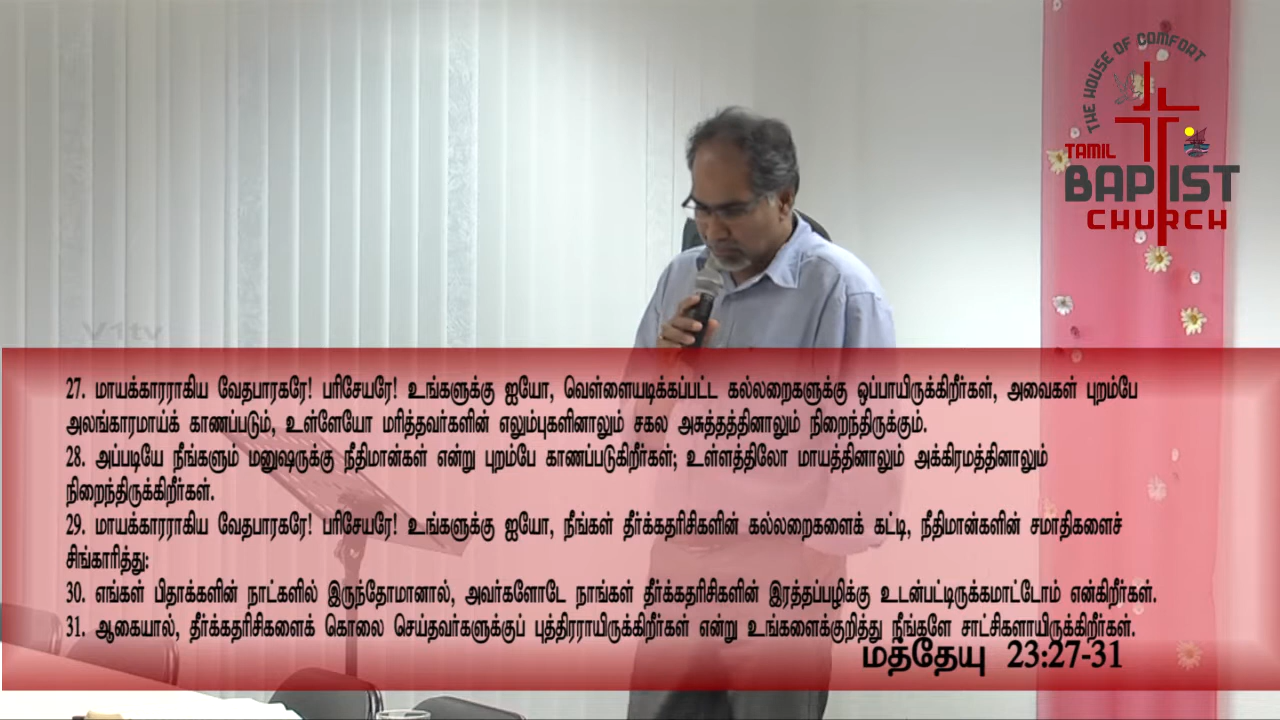 THE HOUSE OF COMFORT
TAMIL
BAPTIST
CHURCH
V1tv
27. மாயக்காரராகிய வேதபாரகரே! பரிசேயரே! உங்களுக்கு ஐயோ, வெள்ளையடிக்கப்பட்ட கல்லறைகளுக்கு ஒப்பாயிருக்கிறீர்கள், அவைகள் புறம்பே
அலங்காரமாய்க் காணப்படும், உள்ளேயோ மரித்தவர்களின் எலும்புகளினாலும் சகல அசுத்தத்தினாலும் நிறைந்திருக்கும்.
28. அப்படியே நீங்களும் மனுஷருக்கு நீதிமான்கள் என்று புறம்பே காணப்படுகிறீர்கள்; உள்ளத்திலோ மாயத்தினாலும் அக்கிரமத்தினாலும்
நிறைந்திருக்கிறீர்கள்.
29. மாயக்காரராகிய வேதபாரகரே! பரிசேயரே! உங்களுக்கு ஐயோ, நீங்கள் தீர்க்கதரிசிகளின் கல்லறைகளைக் கட்டி, நீதிமான்களின் சமாதிகளைச்
சிங்காரித்து:
30. எங்கள் பிதாக்களின் நாட்களில் இருந்தோமானால், அவர்களோடே நாங்கள் தீர்க்கதரிசிகளின் இரத்தப்பழிக்கு உடன்பட்டிருக்கமாட்டோம் என்கிறீர்கள்.
31. ஆகையால், தீர்க்கதரிசிகளைக் கொலை செய்தவர்களுக்குப் புத்திரராயிருக்கிறீர்கள் என்று உங்களைக்குறித்து நீங்களே சாட்சிகளாயிருக்கிறீர்கள்.
மத்தேயு 23:27-31